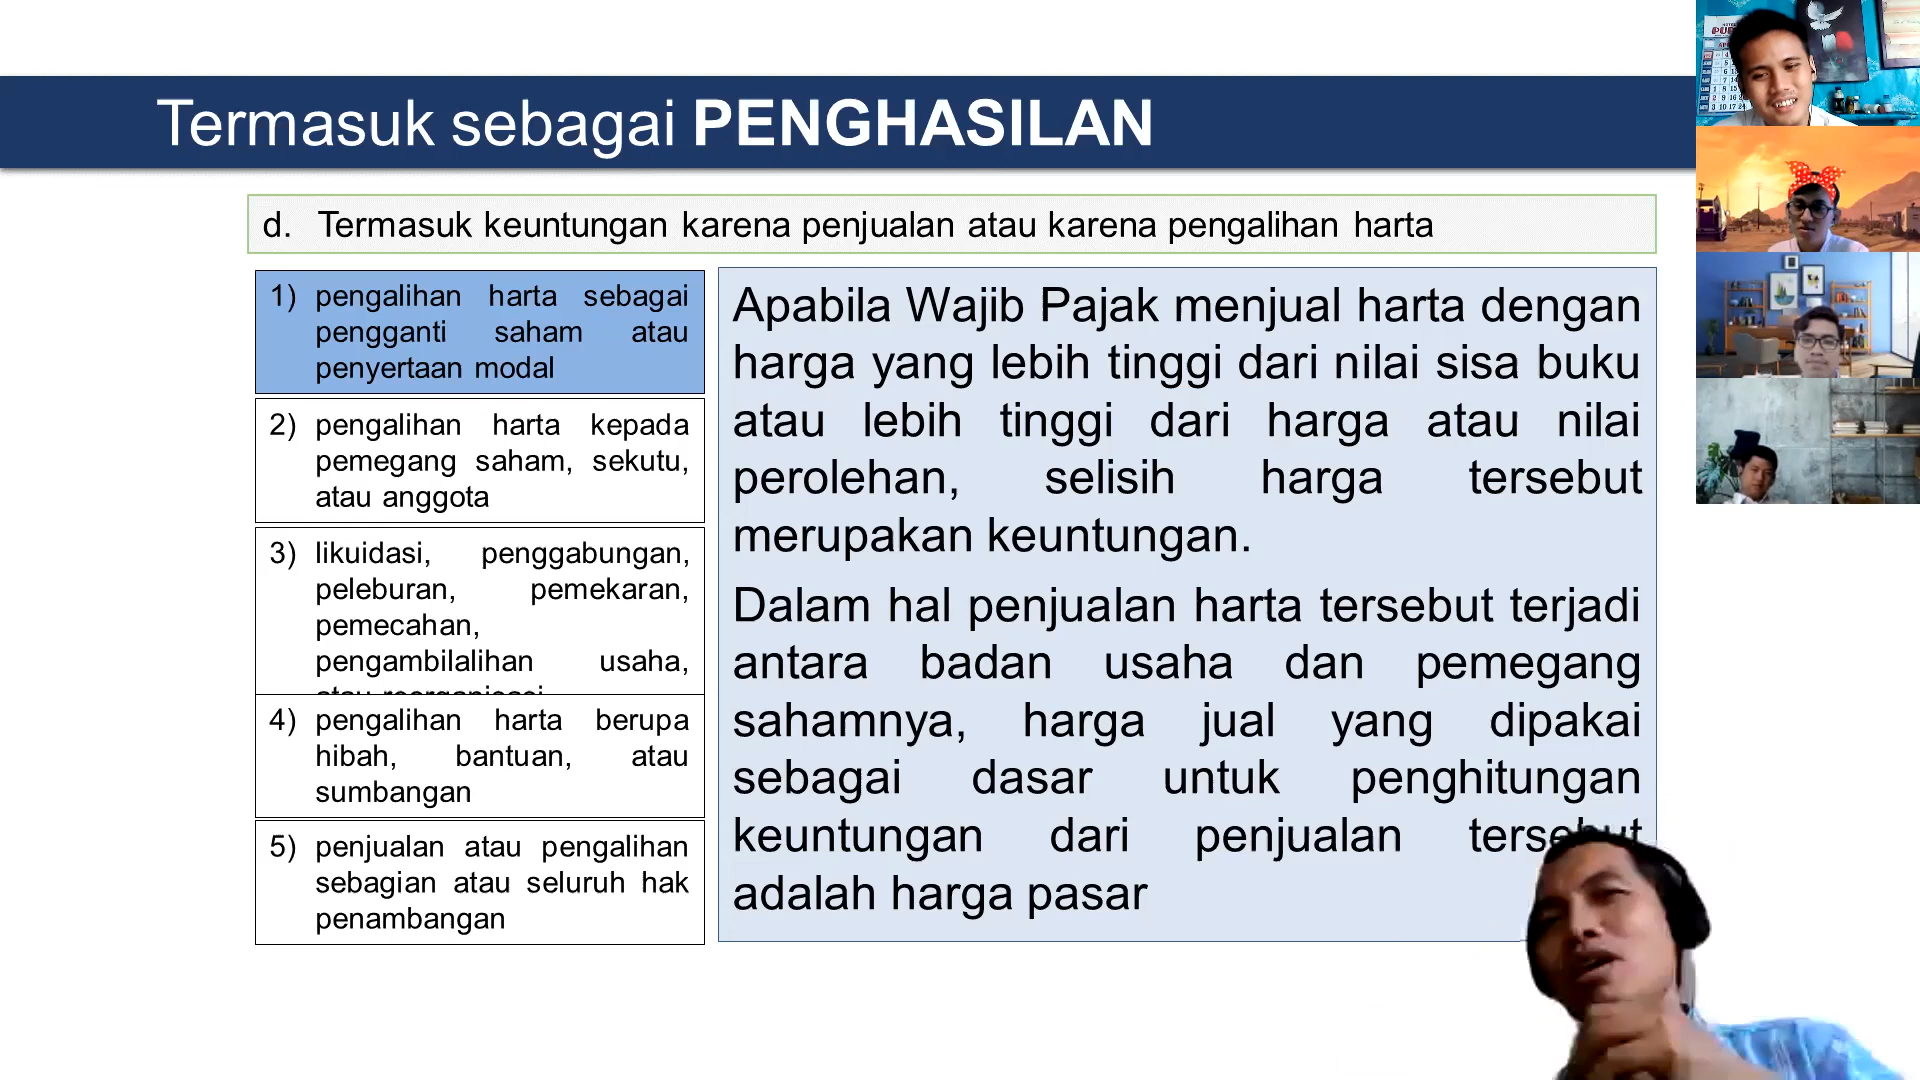 Termasuk sebagai PENGHASILAN
d. Termasuk keuntungan karena penjualan atau karena pengalihan harta
1) pengalihan harta sebagai
pengganti saham atau
penyertaan modal
2) pengalihan harta kepada
pemegang saham, sekutu,
atau anggota
3) likuidasi, penggabungan,
peleburan, pemekaran,
pemecahan,
pengambilalihan usaha,
atau reorganisasi
4) pengalihan harta berupa
hibah, bantuan, atau
sumbangan
5) penjualan atau pengalihan
sebagian atau seluruh hak
penambangan
Apabila Wajib Pajak menjual harta dengan
harga yang lebih tinggi dari nilai sisa buku
atau lebih tinggi dari harga atau nilai
perolehan, selisih harga tersebut
merupakan keuntungan.
Dalam hal penjualan harta tersebut terjadi
antara badan usaha dan pemegang
sahamnya, harga jual yang dipakai
sebagai dasar untuk penghitungan
keuntungan dari penjualan tersebut
adalah harga pasar